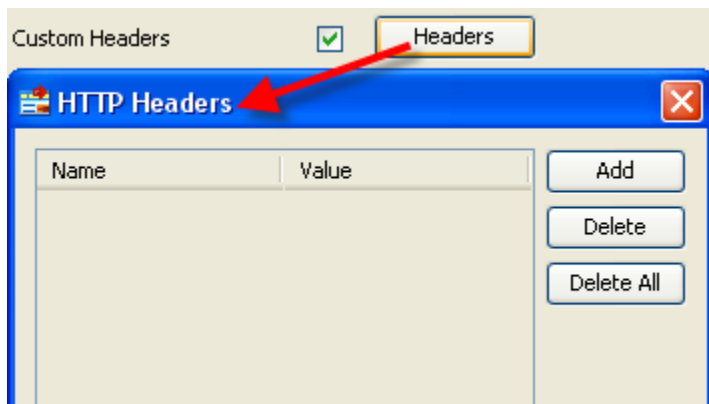 Custom Headers Headers
HTTP Headers
Name Value Add
Delete
Delete All